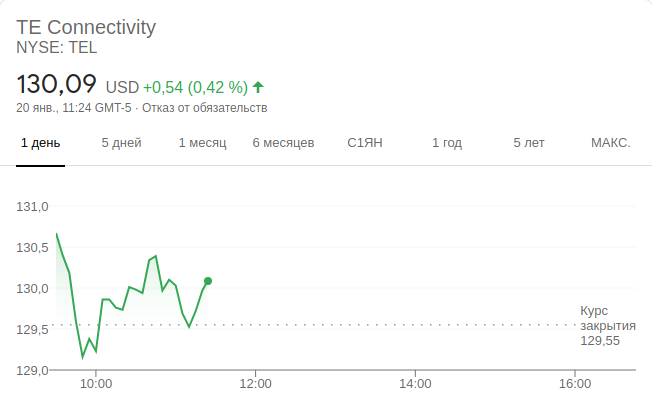 TE Connectivity
NYSE: TEL
130,09 USD +0,54 (0,42 %)
20 янв., 11:24 GMT-5 · Отказ от обязательств
1 день 5 дней 1 месяц 6 месяцев С1ЯН 1 год 5 лет МАКС.
131,0
130,5
130,0
129,5
129,0
Курс
закрытия
129,55
10:00 12:00 14:00 16:00